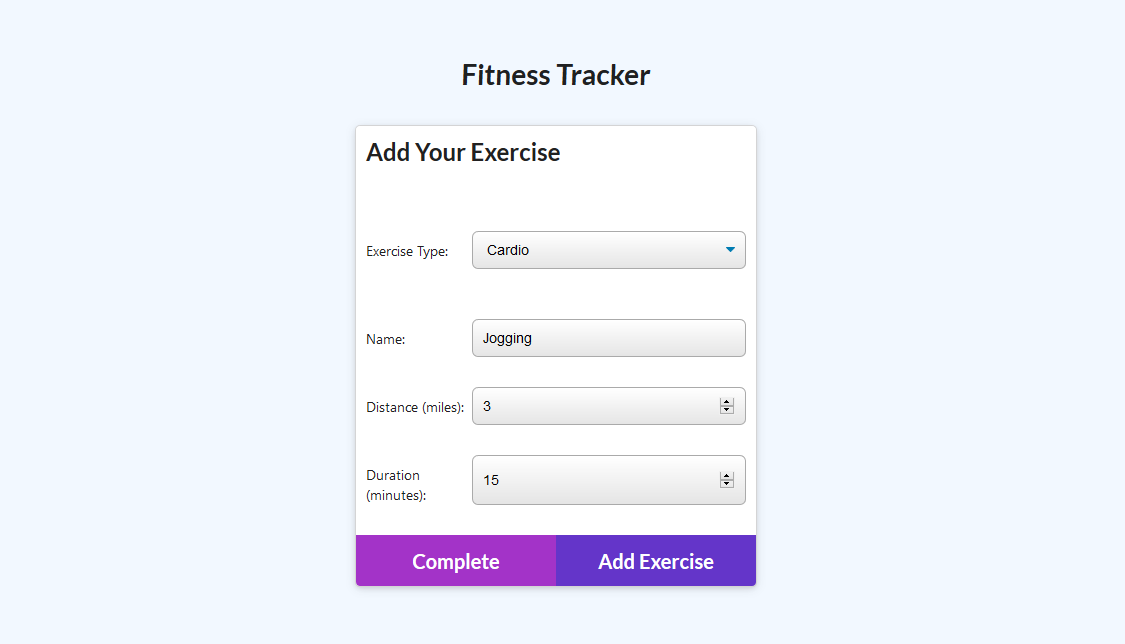 Fitness Tracker
Add Your Exercise
Exercise Type: Cardio
Name: Jogging
Distance (miles): 3
Duration
(minutes): 15
Complete Add Exercise